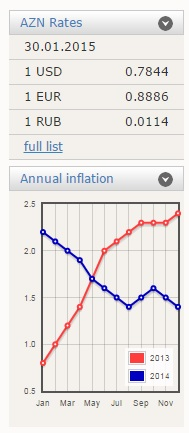 AZN Rates
30.01.2015
1 USD 0.7844
1 EUR 0.8886
1 RUB 0.0114
full list
Annual inflation
2.5
2.0
1.5
1.0
0.5
Jan Mar May Jul Sep Nov
2013
2014